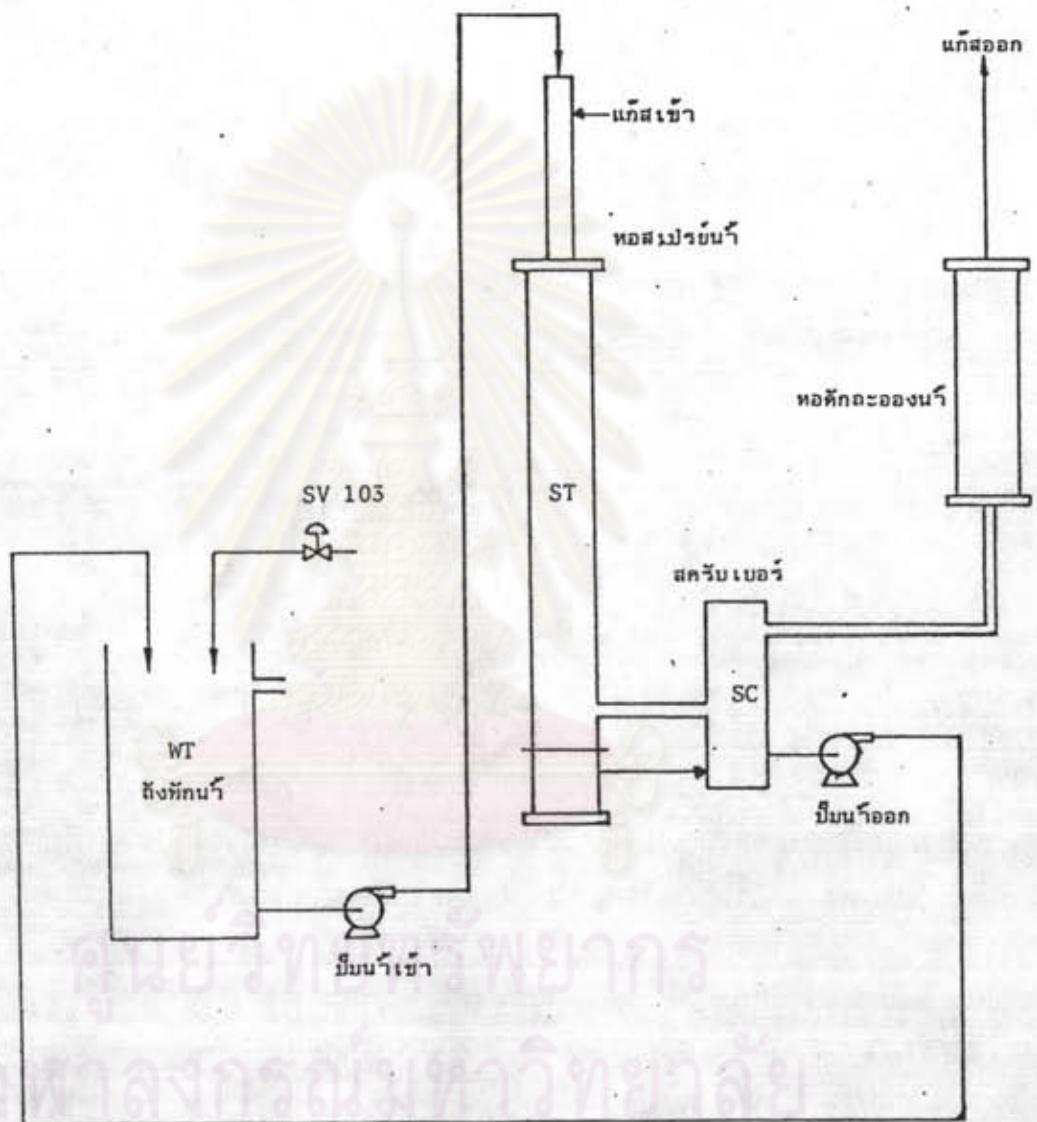 แก๊สออก
แก๊สเข้า
หอสเปรย์น้ำ
หอดักละอองน้ำ
SV 103
ST
สครับเบอร์
SC
WT
ถังพักน้ำ
ปั๊มน้ำออก
ปั๊มน้ำเข้า
ศูนย์วิทยทรัพยากร
จุฬาลงกรณ์มหาวิทยาลัย